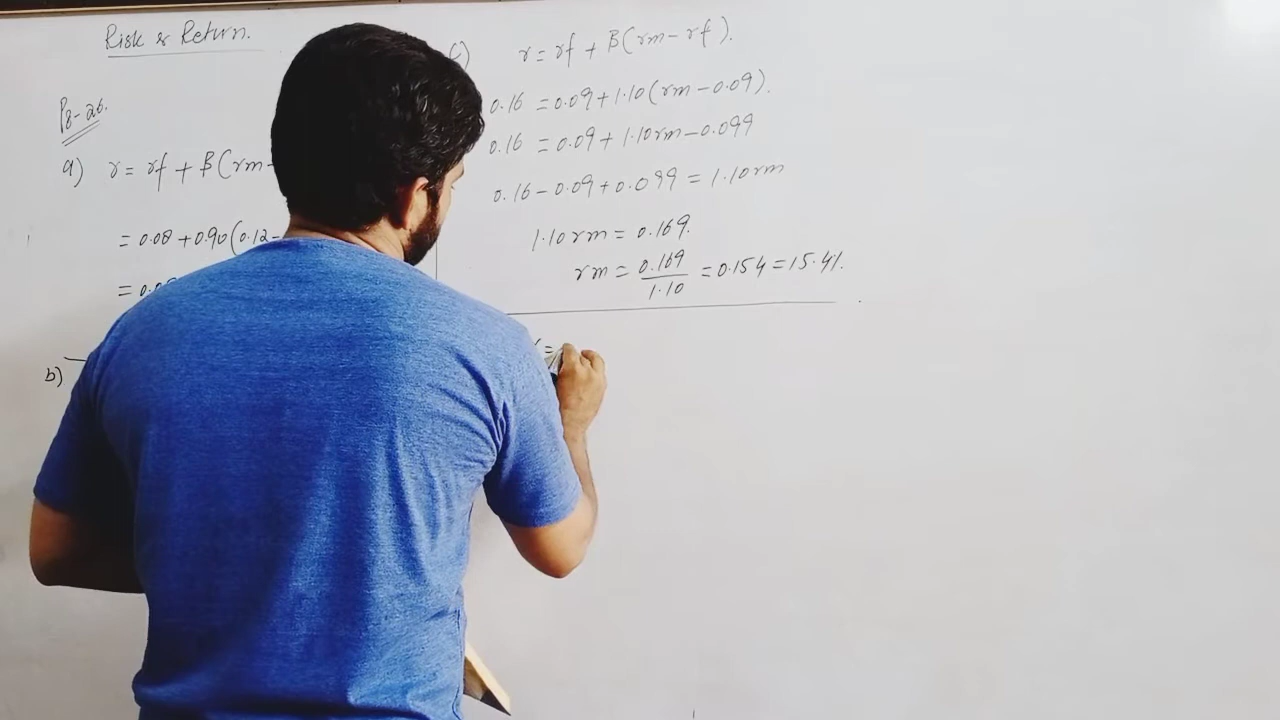 Risk & Return.
P8-26.
a) r = rf + β(rm-
= 0.08 + 0.90(0.12-
= 0.08
b)
c) r = rf + β(rm - rf).
0.16 = 0.09 + 1.10(rm - 0.09).
0.16 = 0.09 + 1.10rm - 0.099
0.16 - 0.09 + 0.099 = 1.10rm
1.10rm = 0.169.
rm = 0.169/1.10 = 0.154 = 15.4%.